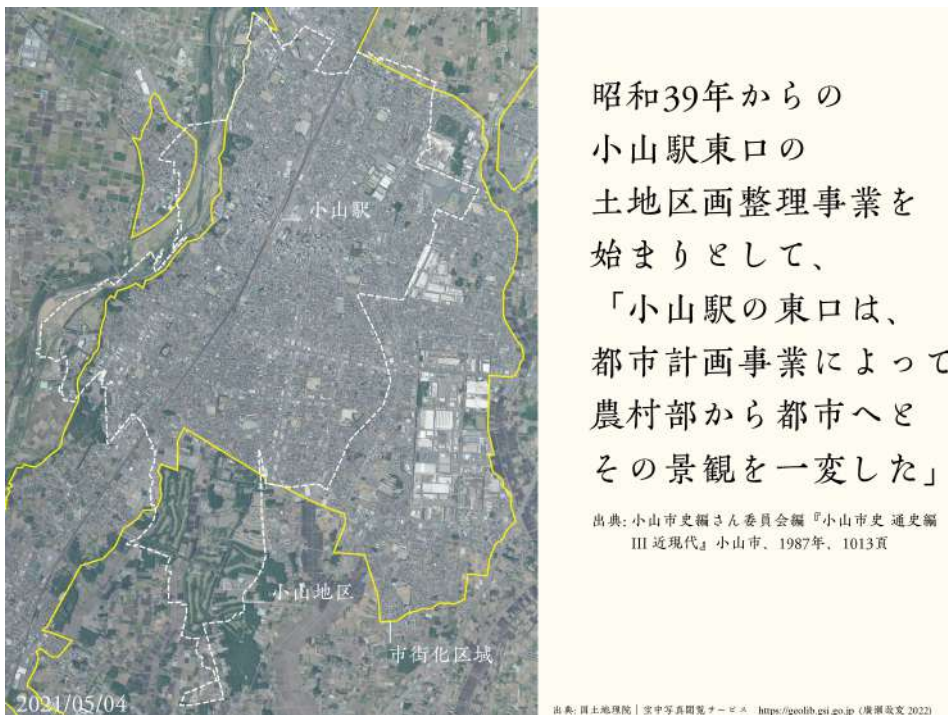 小山駅
小山地区
市街化区域
2021/05/04
昭和39年からの
小山駅東口の
土地区画整理事業を
始まりとして、
「小山駅の東口は、
都市計画事業によって
農村部から都市へと
その景観を一変した」
出典: 小山市史編さん委員会編『小山市史 通史編
III 近現代』小山市、1987年、1013頁
出典: 国土地理院 | 空中写真閲覧サービス https://geolib.gsi.go.jp (廣瀬改変 2022)